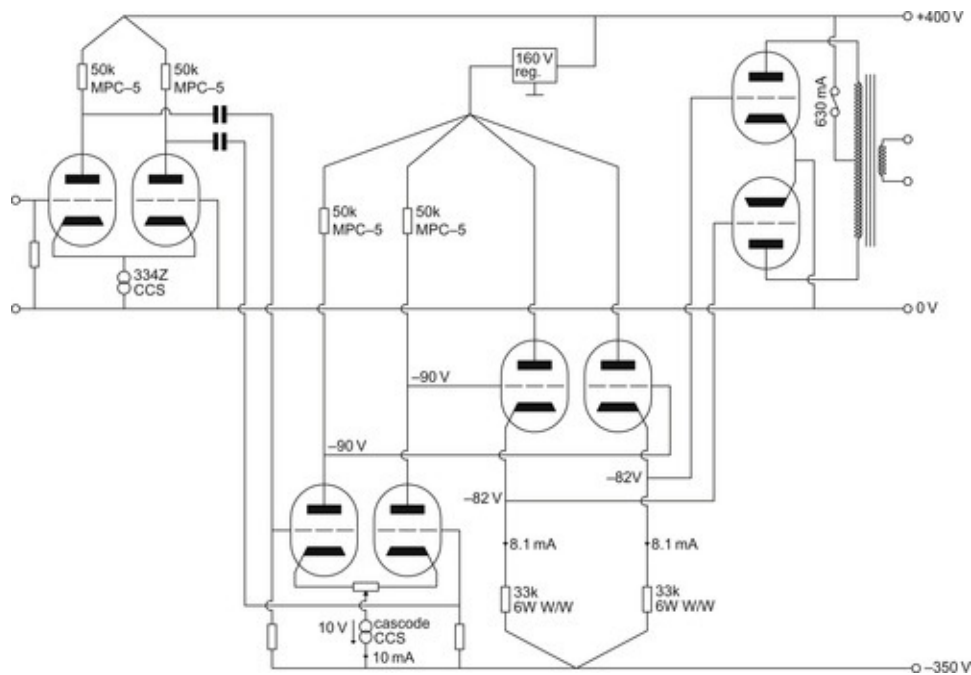 +400 V
50k
MPC–5
50k
MPC–5
160 V
reg.
630 mA
334Z
CCS
50k
MPC–5
50k
MPC–5
0 V
–90 V
–90 V
–82V
–82 V
8.1 mA
8.1 mA
33k
6W W/W
33k
6W W/W
10 V
cascode
CCS
10 mA
–350 V